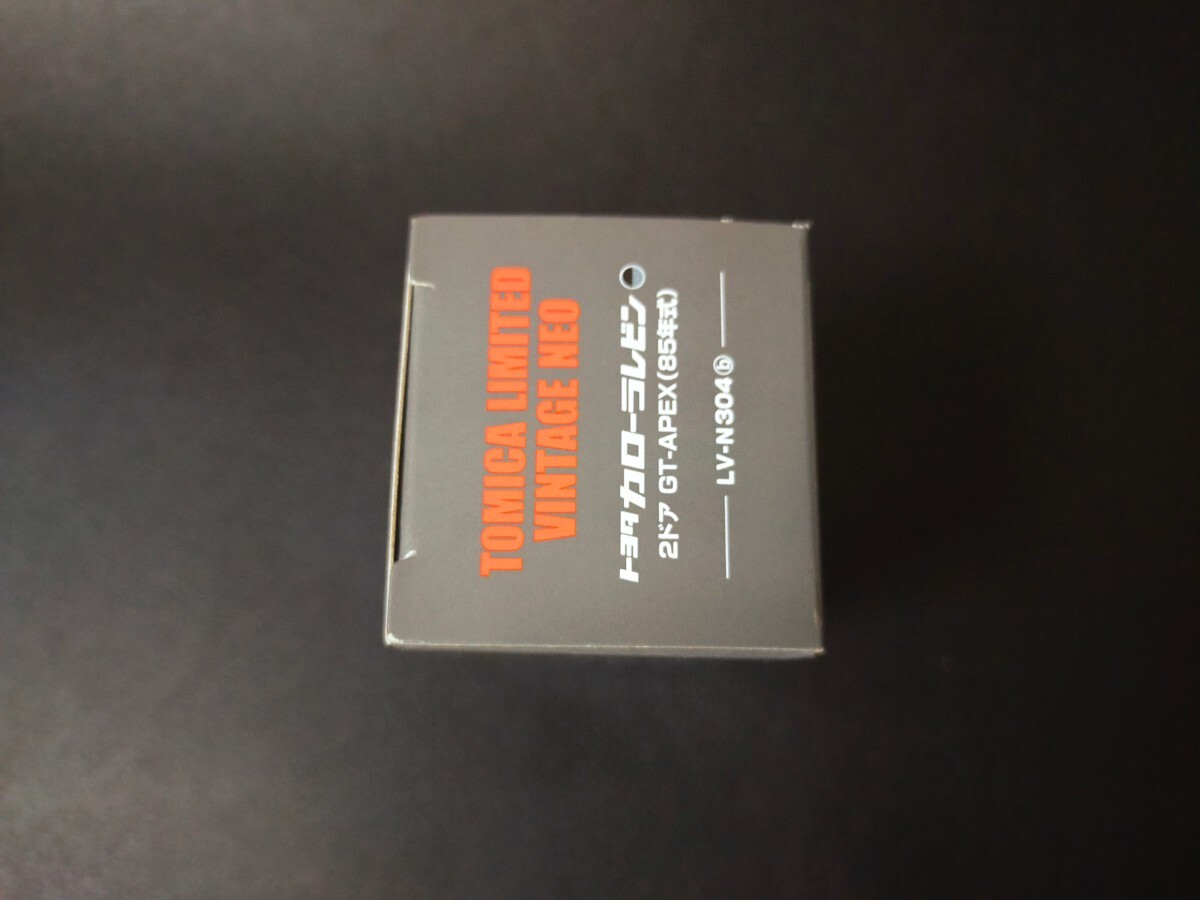 TOMICA LIMITED
VINTAGE NEO
トヨタ カローラレビン
2ドア GT-APEX(85年式)
LV-N304ⓑ